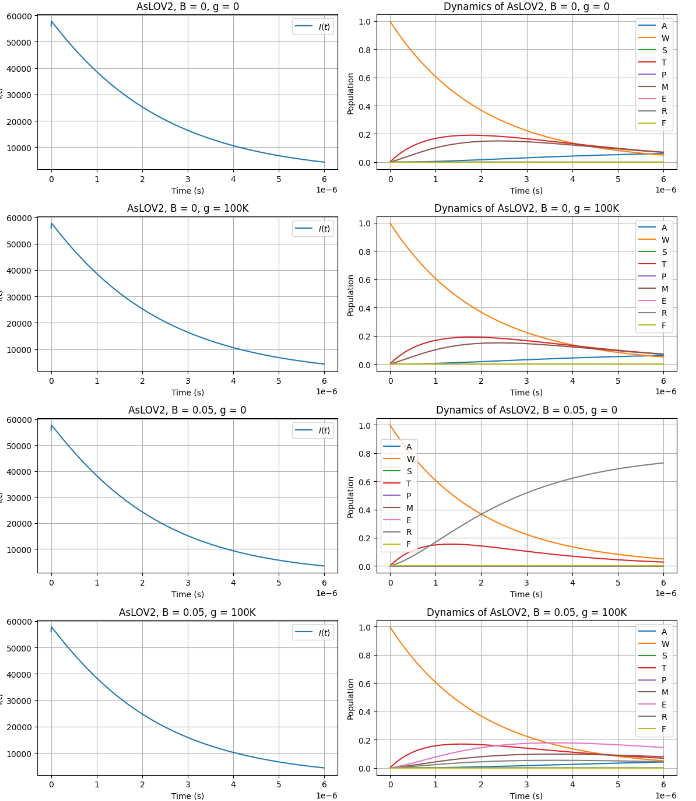 AsLOV2, B = 0, g = 0
60000
50000
40000
30000
20000
10000
I(t)
0 1 2 3 4 5 6
Time (s)
1e−6
Dynamics of AsLOV2, B = 0, g = 0
Population
1.0
0.8
0.6
0.4
0.2
0.0
A
W
S
T
P
M
E
R
F
0 1 2 3 4 5 6
Time (s)
1e−6
AsLOV2, B = 0, g = 100K
60000
50000
40000
30000
20000
10000
I(t)
0 1 2 3 4 5 6
Time (s)
1e−6
Dynamics of AsLOV2, B = 0, g = 100K
Population
1.0
0.8
0.6
0.4
0.2
0.0
A
W
S
T
P
M
E
R
F
0 1 2 3 4 5 6
Time (s)
1e−6
AsLOV2, B = 0.05, g = 0
60000
50000
40000
30000
20000
10000
I(t)
0 1 2 3 4 5 6
Time (s)
1e−6
Dynamics of AsLOV2, B = 0.05, g = 0
Population
1.0
0.8
0.6
0.4
0.2
0.0
A
W
S
T
P
M
E
R
F
0 1 2 3 4 5 6
Time (s)
1e−6
AsLOV2, B = 0.05, g = 100K
60000
50000
40000
30000
20000
10000
I(t)
0 1 2 3 4 5 6
Time (s)
1e−6
Dynamics of AsLOV2, B = 0.05, g = 100K
Population
1.0
0.8
0.6
0.4
0.2
0.0
A
W
S
T
P
M
E
R
F
0 1 2 3 4 5 6
Time (s)
1e−6